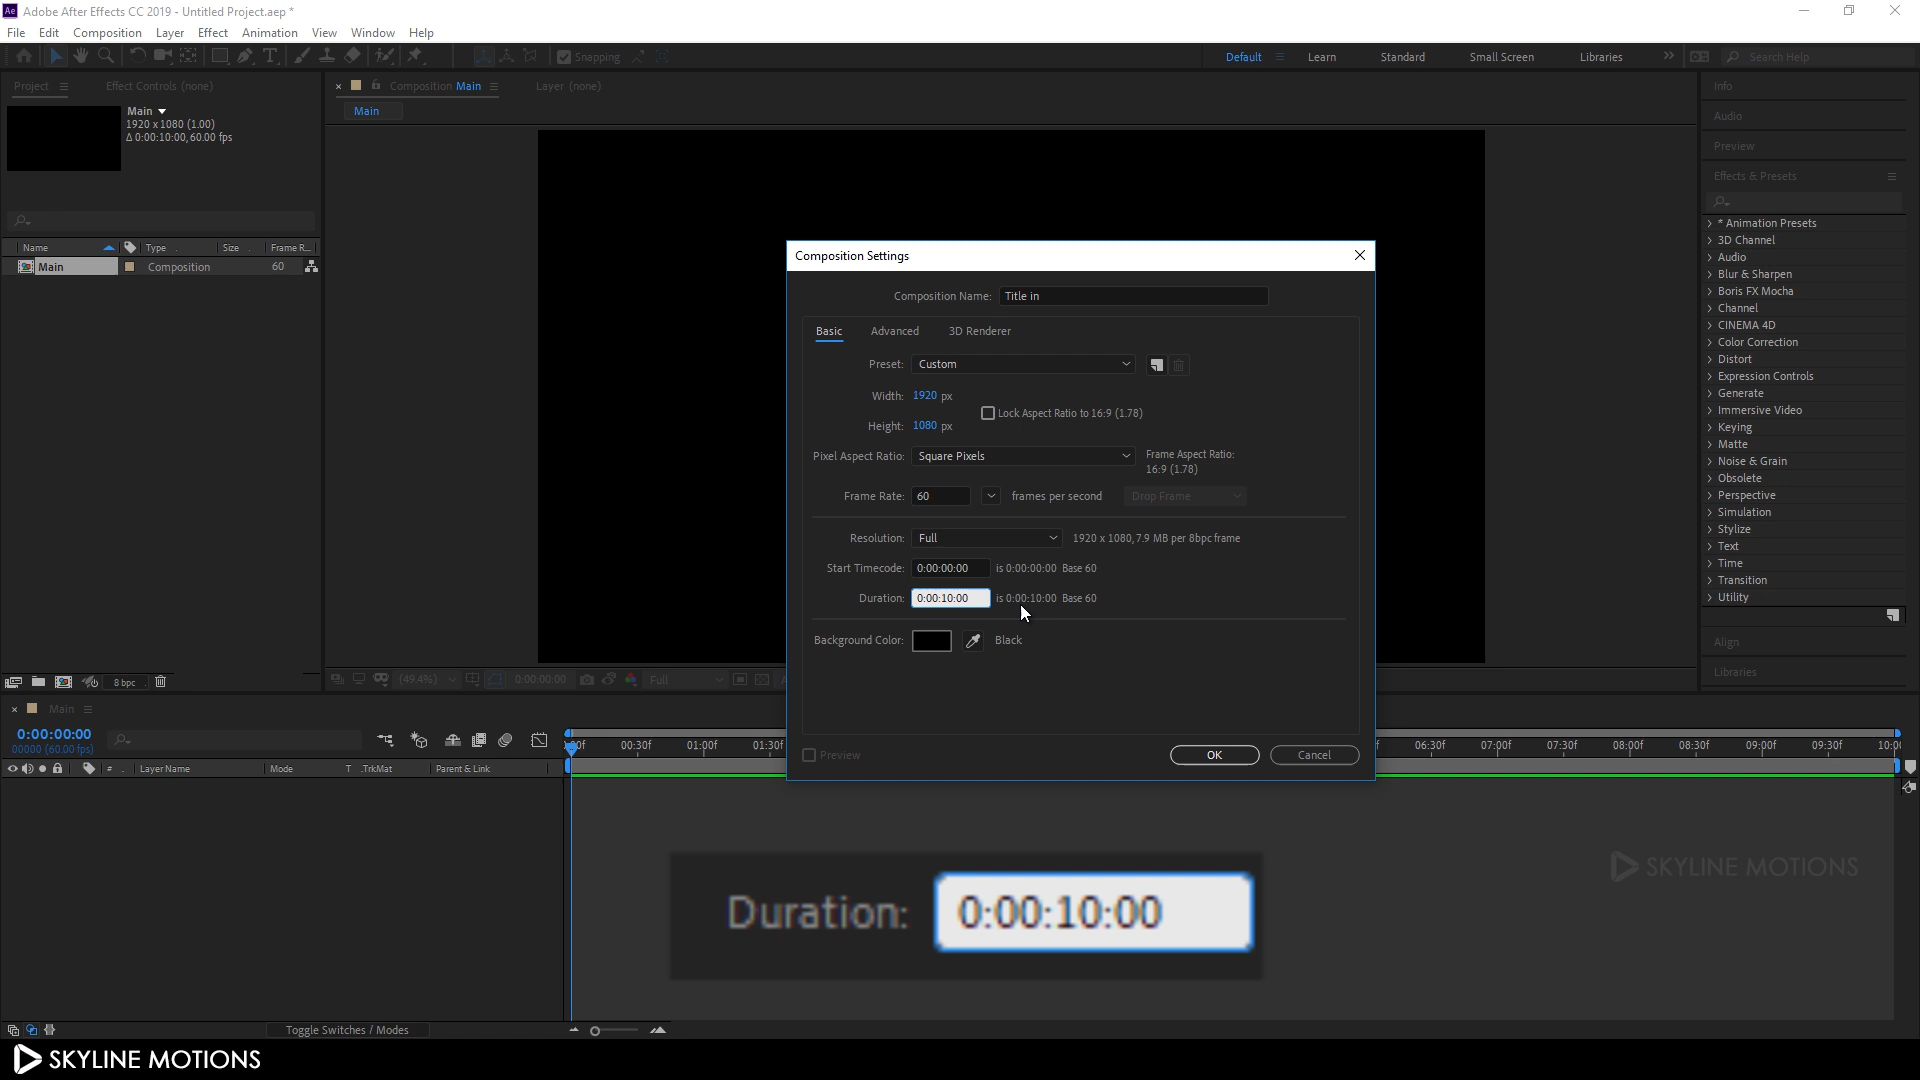 Ae Adobe After Effects CC 2019 - Untitled Project.aep *
File Edit Composition Layer Effect Animation View Window Help
Snapping
Default Learn Standard Small Screen Libraries Search Help
Project Effect Controls (none)
Composition Main Layer (none)
Main
Main
1920 x 1080 (1.00)
Δ 0:00:10:00, 60.00 fps
Name Type Size Frame R...
Main Composition 60
Info
Audio
Preview
Effects & Presets
* Animation Presets
3D Channel
Audio
Blur & Sharpen
Boris FX Mocha
Channel
CINEMA 4D
Color Correction
Distort
Expression Controls
Generate
Immersive Video
Keying
Matte
Noise & Grain
Obsolete
Perspective
Simulation
Stylize
Text
Time
Transition
Utility
Align
Libraries
Composition Settings
Composition Name: Title in
Basic Advanced 3D Renderer
Preset: Custom
Width: 1920 px
Lock Aspect Ratio to 16:9 (1.78)
Height: 1080 px
Pixel Aspect Ratio: Square Pixels Frame Aspect Ratio:
16:9 (1.78)
Frame Rate: 60 frames per second Drop Frame
Resolution: Full 1920 x 1080, 7.9 MB per 8bpc frame
Start Timecode: 0:00:00:00 is 0:00:00:00 Base 60
Duration: 0:00:10:00 is 0:00:10:00 Base 60
Background Color: Black
Preview OK Cancel
8 bpc
(49.4%) 0:00:00:00 Full
Main
0:00:00:00
00000 (60.00 fps)
00:30f 01:00f 01:30f 06:30f 07:00f 07:30f 08:00f 08:30f 09:00f 09:30f
# Layer Name Mode T .TrkMat Parent & Link
SKYLINE MOTIONS
Duration: 0:00:10:00
Toggle Switches / Modes
SKYLINE MOTIONS